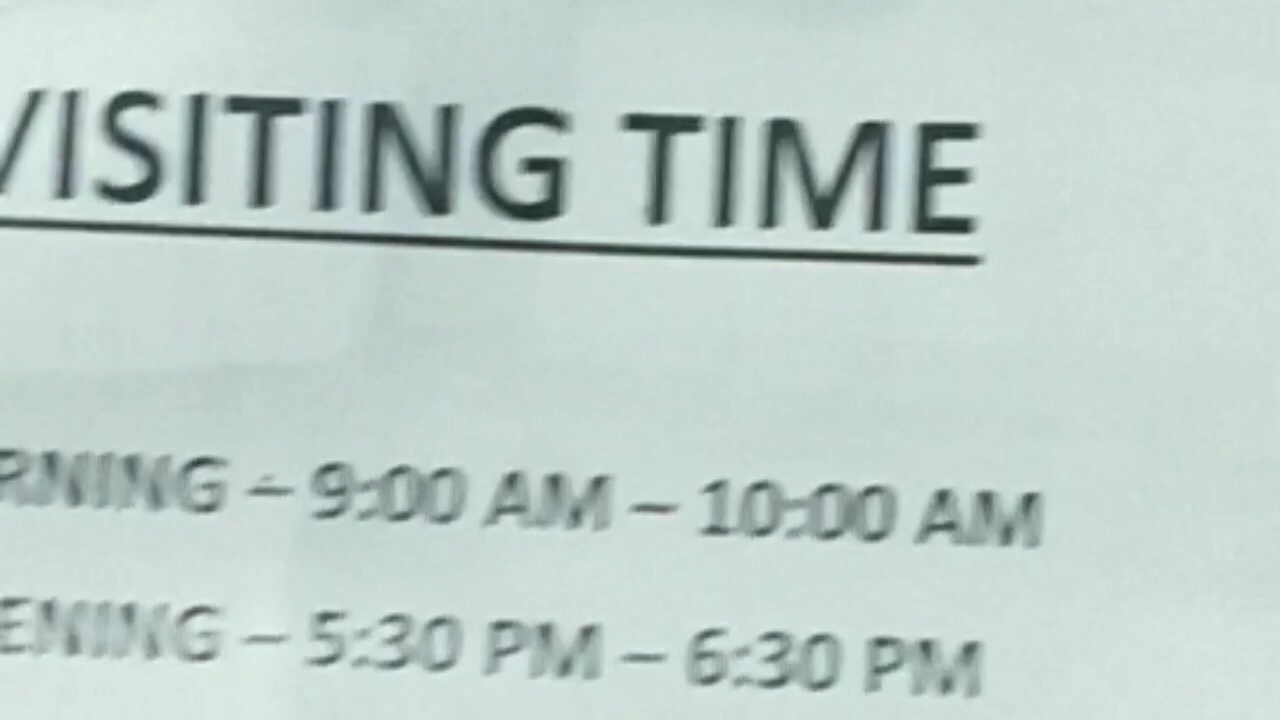 VISITING TIME
RNING – 9:00 AM – 10:00 AM
ENING – 5:30 PM – 6:30 PM